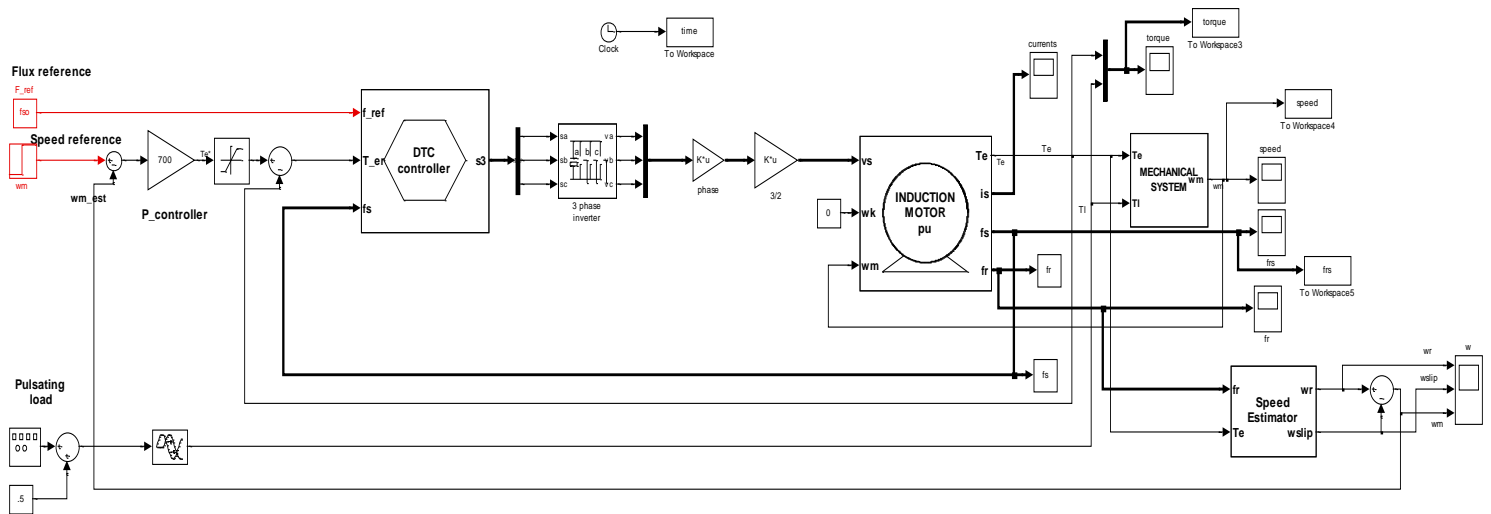 time
Clock
To Workspace
torque
To Workspace3
torque
currents
Flux reference
F_ref
fso
Speed reference
wm
wm_est
700
P_controller
Te*
f_ref
T_er
fs
DTC
controller
s3
sa
sb
sc
a b c
va
vb
vc
3 phase
inverter
K*u
phase
K*u
3/2
0
vs
wk
wm
INDUCTION
MOTOR
pu
Te
is
fs
fr
Te
Te
Tl
Te
Tl
MECHANICAL
SYSTEM
wm
wm
speed
To Workspace4
speed
frs
frs
To Workspace5
fr
fr
fs
Pulsating
load
.5
fr
Te
Speed
Estimator
wr
wslip
wr
wslip
wm
w